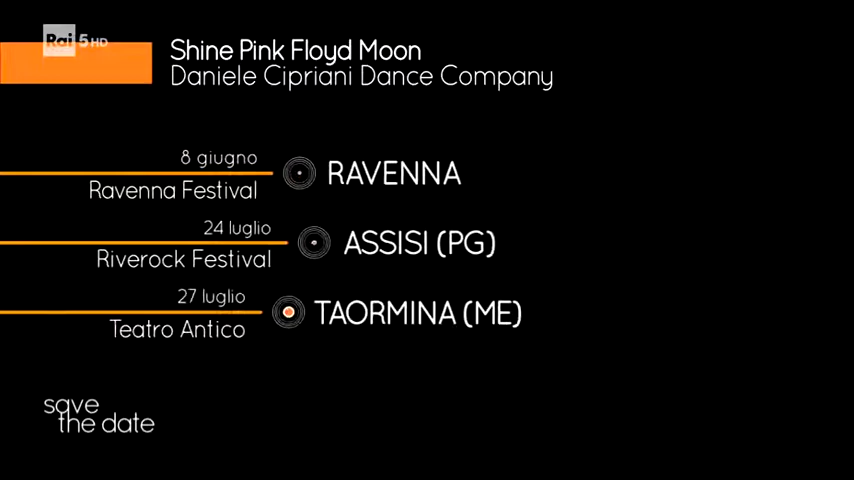 Rai 5 HD
Shine Pink Floyd Moon
Daniele Cipriani Dance Company
8 giugno
Ravenna Festival
RAVENNA
24 luglio
Riverock Festival
ASSISI (PG)
27 luglio
Teatro Antico
TAORMINA (ME)
save
the date